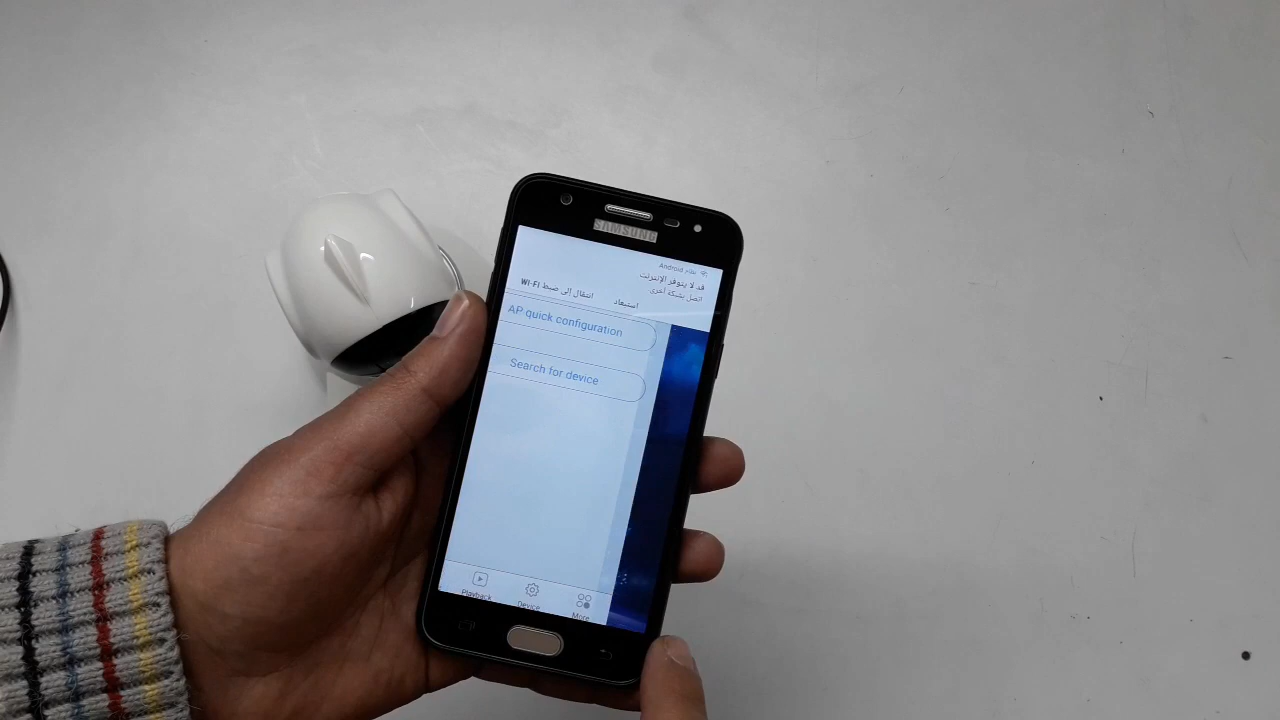 SAMSUNG
نظام Android
قد لا يتوفر الإنترنت
اتصل بشبكة أخرى
استبعاد
انتقال إلى ضبط WI-FI
AP quick configuration
Search for device
Playback
Device
More